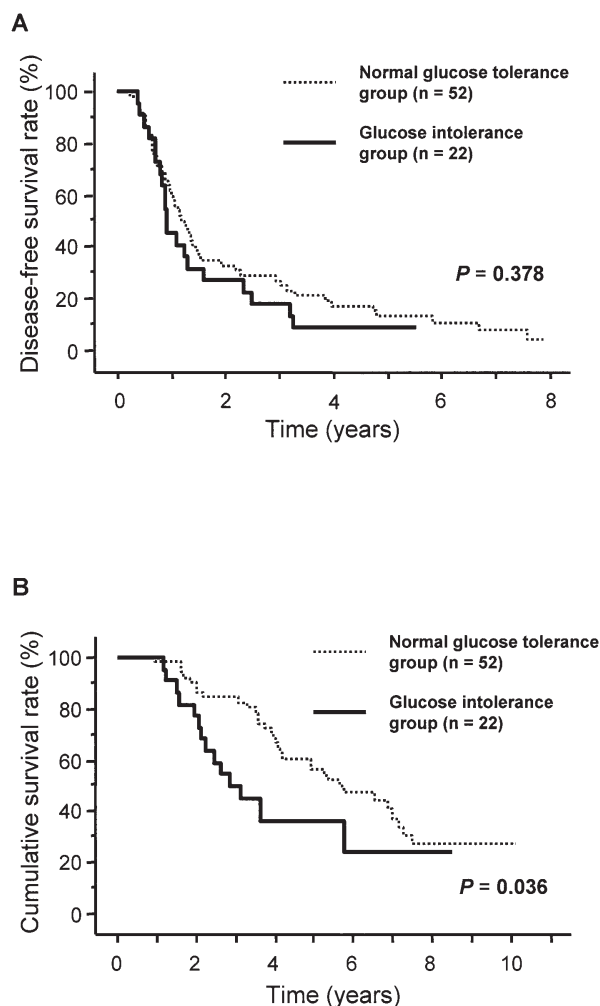 A
Disease-free survival rate (%)
100
80
60
40
20
0
Normal glucose tolerance
group (n = 52)
Glucose intolerance
group (n = 22)
P = 0.378
0 2 4 6 8
Time (years)
B
Cumulative survival rate (%)
100
80
60
40
20
0
Normal glucose tolerance
group (n = 52)
Glucose intolerance
group (n = 22)
P = 0.036
0 2 4 6 8 10
Time (years)